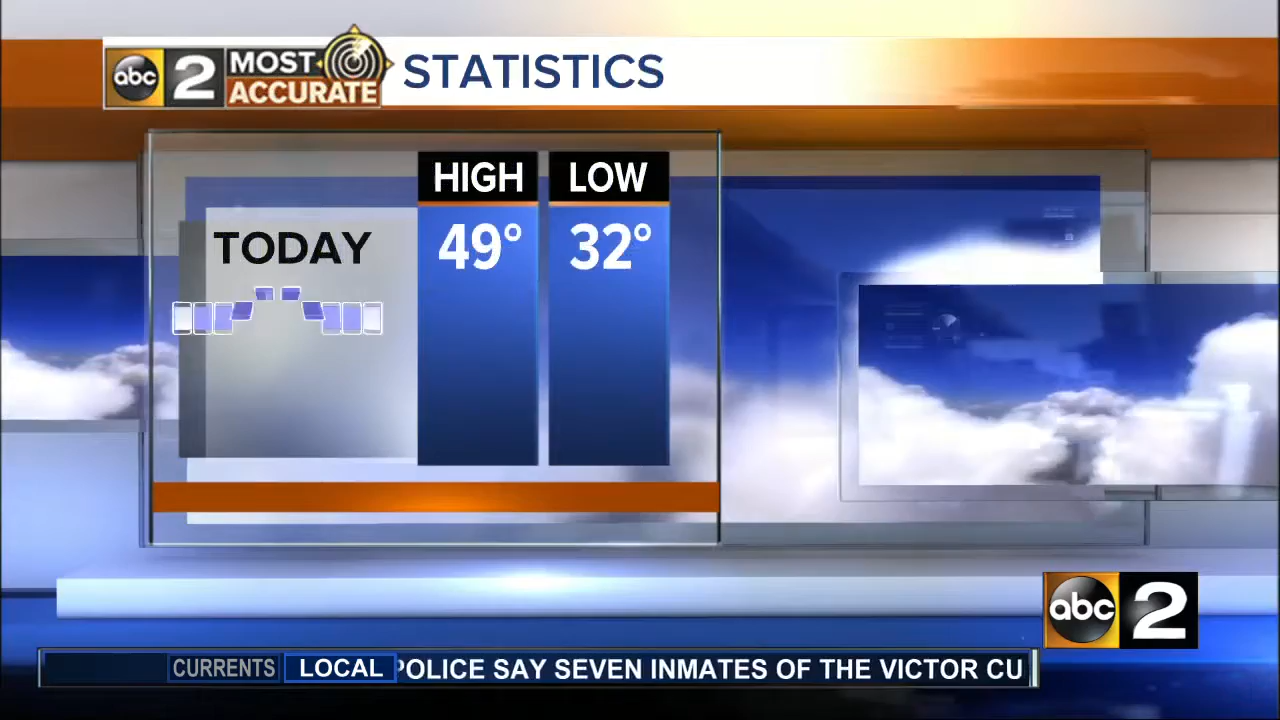 abc 2 MOST ACCURATE STATISTICS
HIGH LOW
TODAY 49° 32°
abc 2
CURRENTS LOCAL POLICE SAY SEVEN INMATES OF THE VICTOR CU